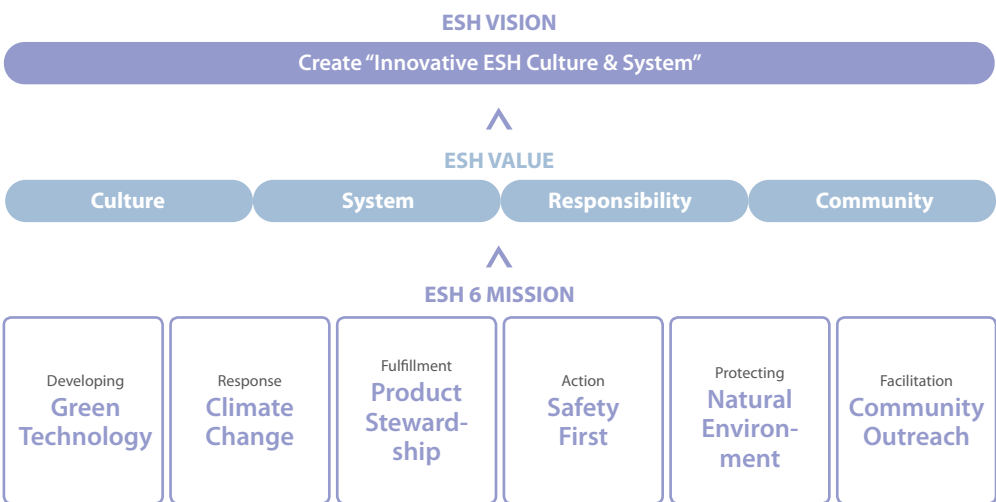 ESH VISION
Create “Innovative ESH Culture & System”
ESH VALUE
Culture
System
Responsibility
Community
ESH 6 MISSION
Developing
Green
Technology
Response
Climate
Change
Fulfillment
Product
Steward-
ship
Action
Safety
First
Protecting
Natural
Environ-
ment
Facilitation
Community
Outreach